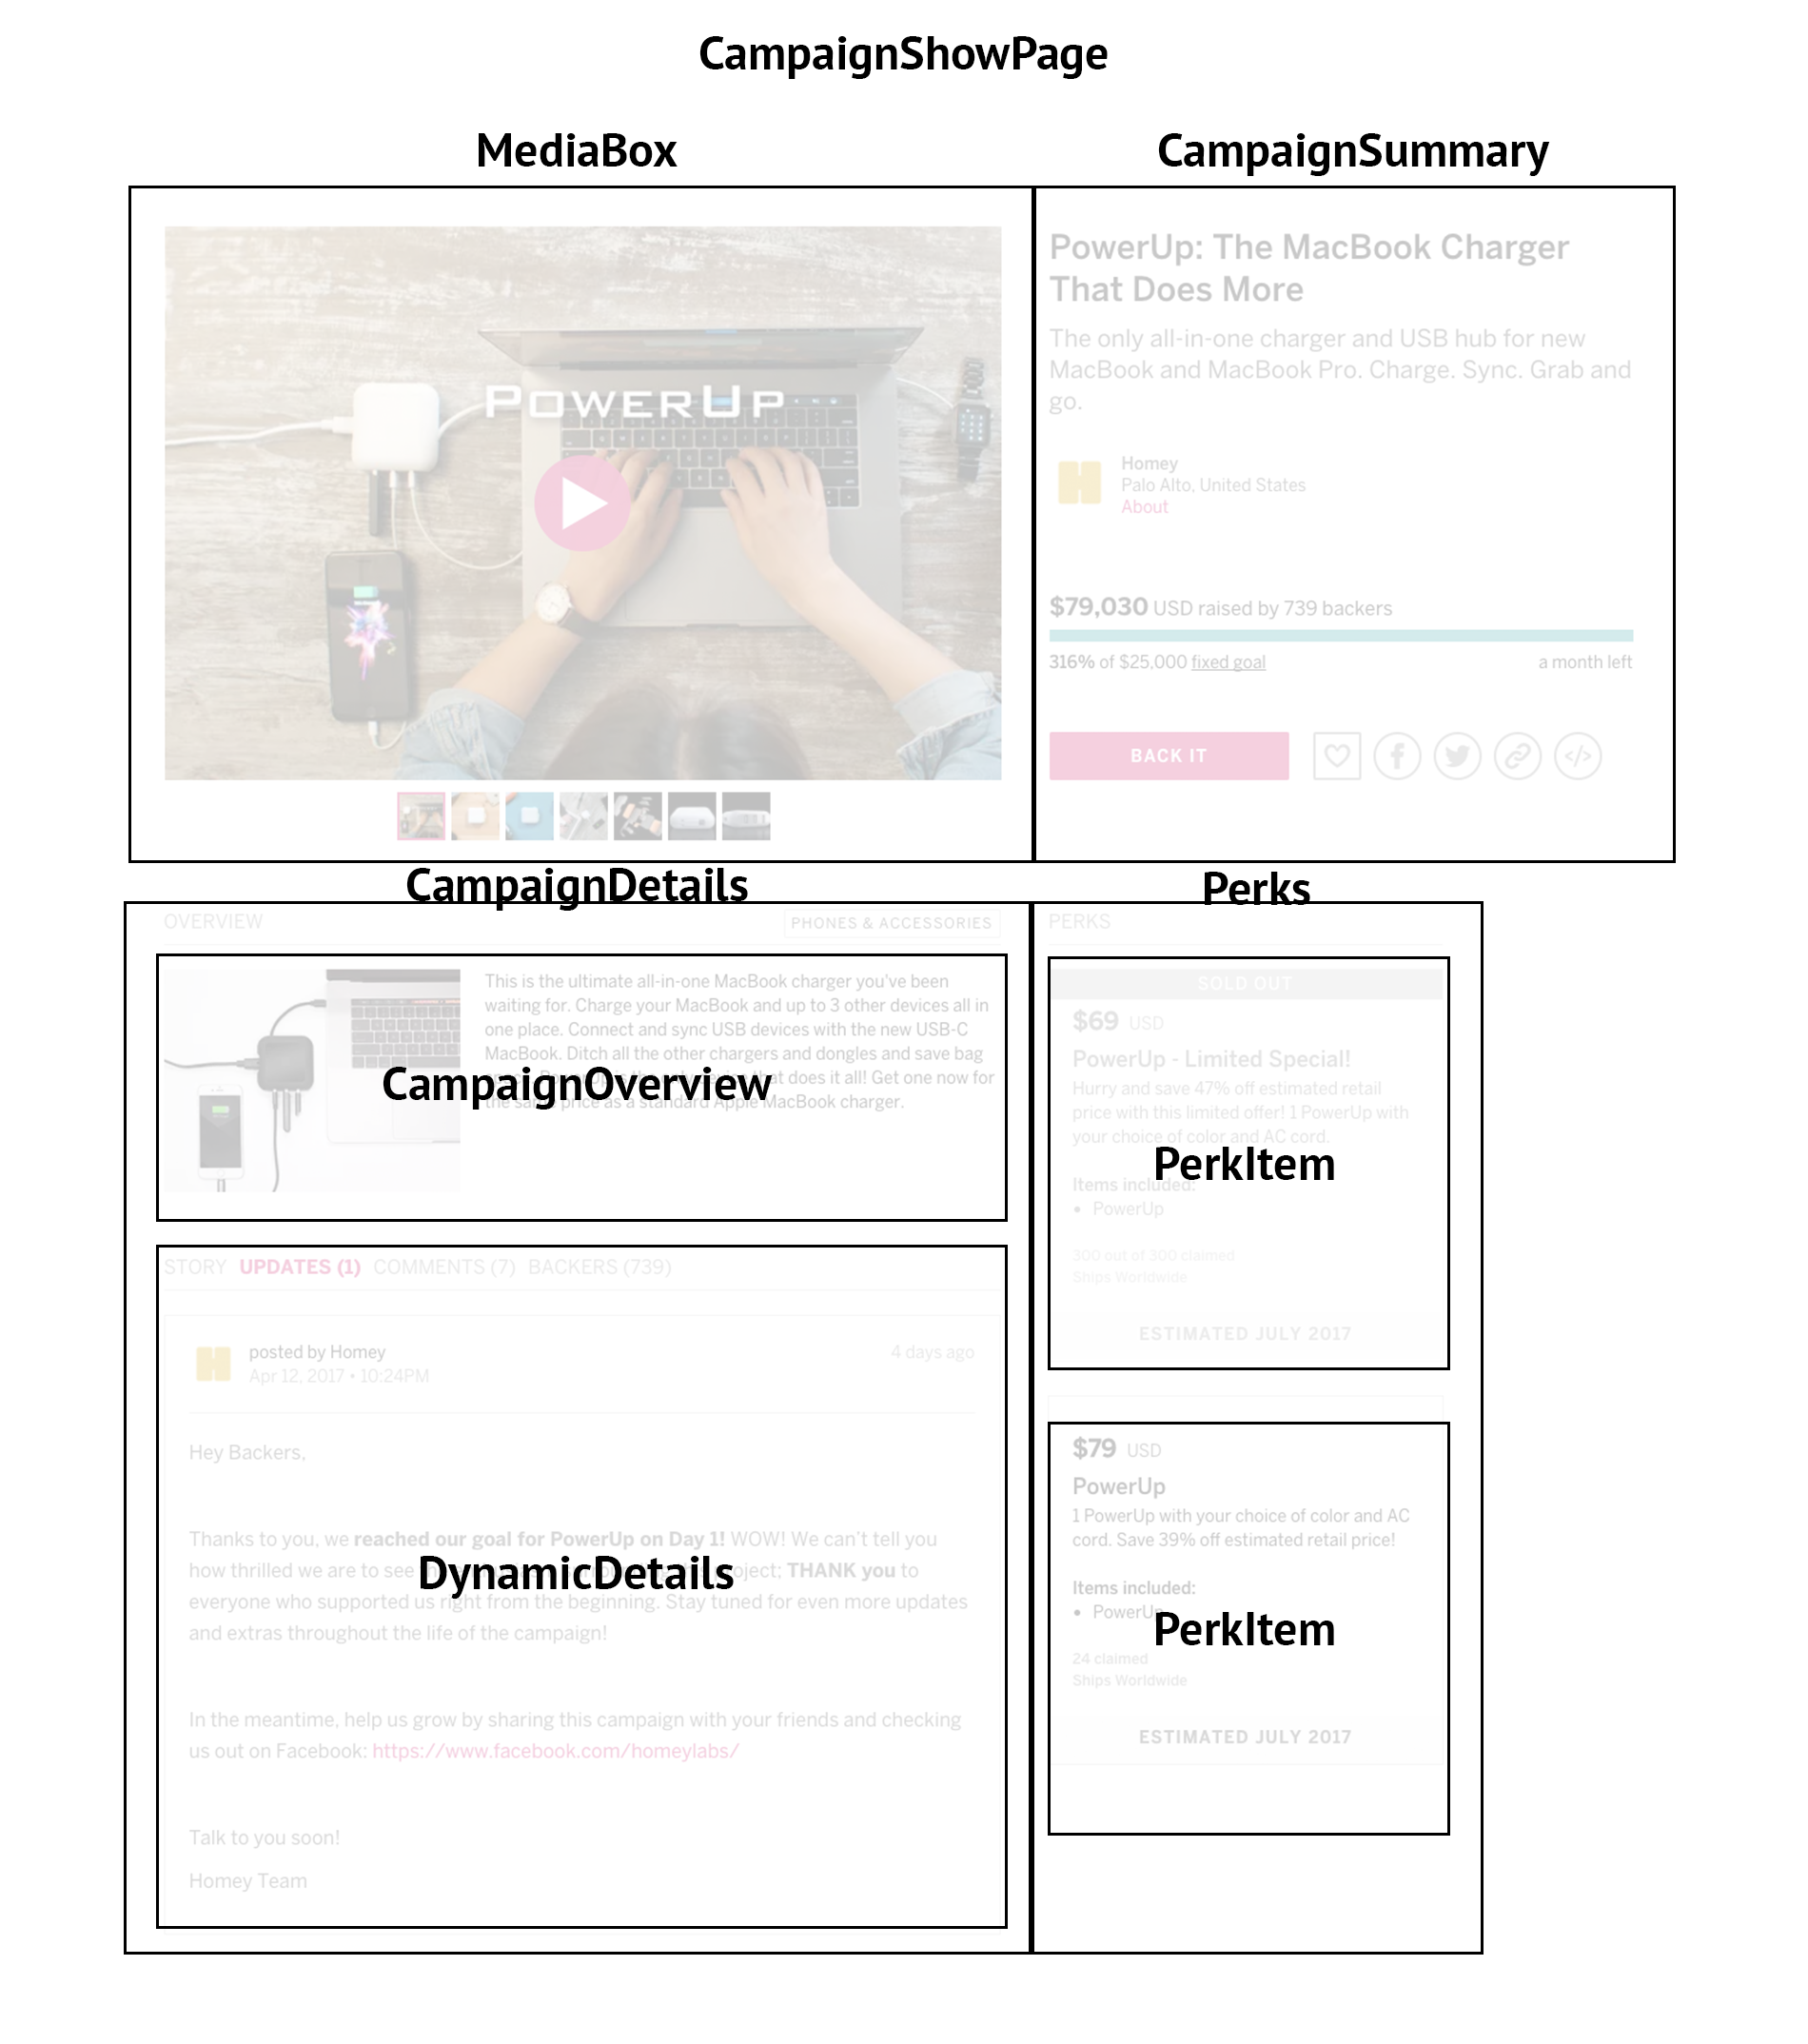 CampaignShowPage
MediaBox
CampaignSummary
POWERUP
PowerUp: The MacBook Charger
That Does More
The only all-in-one charger and USB hub for new
MacBook and MacBook Pro. Charge. Sync. Grab and
go.
Homey
Palo Alto, United States
About
$79,030 USD raised by 739 backers
316% of $25,000 fixed goal
a month left
BACK IT
CampaignDetails
OVERVIEW
PHONES & ACCESSORIES
This is the ultimate all-in-one MacBook charger you've been
waiting for. Charge your MacBook and up to 3 other devices all in
one place. Connect and sync USB devices with the new USB-C
MacBook. Ditch all the other chargers and dongles and save bag
that does it all! Get one now for
the same price as a standard Apple MacBook charger.
CampaignOverview
STORY UPDATES (1) COMMENTS (7) BACKERS (739)
posted by Homey
Apr 12, 2017 • 10:24PM
4 days ago
Hey Backers,
Thanks to you, we reached our goal for PowerUp on Day 1! WOW! We can't tell you
how thrilled we are to see project; THANK you to
everyone who supported us right from the beginning. Stay tuned for even more updates
and extras throughout the life of the campaign!
DynamicDetails
In the meantime, help us grow by sharing this campaign with your friends and checking
us out on Facebook: https://www.facebook.com/homeylabs/
Talk to you soon!
Homey Team
Perks
PERKS
SOLD OUT
$69 USD
PowerUp - Limited Special!
Hurry and save 47% off estimated retail
price with this limited offer! 1 PowerUp with
your choice of color and AC cord.
PerkItem
Items included:
• PowerUp
300 out of 300 claimed
Ships Worldwide
ESTIMATED JULY 2017
$79 USD
PowerUp
1 PowerUp with your choice of color and AC
cord. Save 39% off estimated retail price!
Items included:
• PowerUp
PerkItem
24 claimed
Ships Worldwide
ESTIMATED JULY 2017